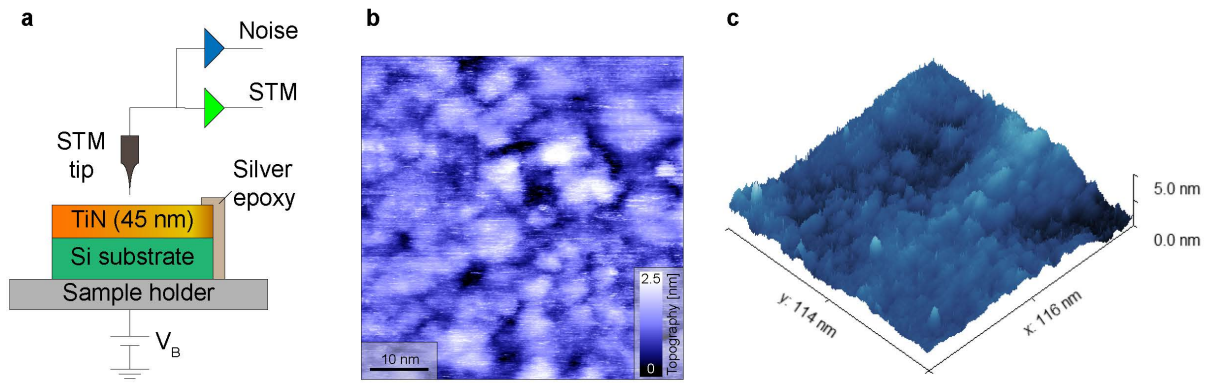 a
Noise
STM
STM
tip
Silver
epoxy
TiN (45 nm)
Si substrate
Sample holder
V_B
b
2.5
Topography [nm]
0
10 nm
c
5.0 nm
0.0 nm
y: 114 nm
x: 116 nm